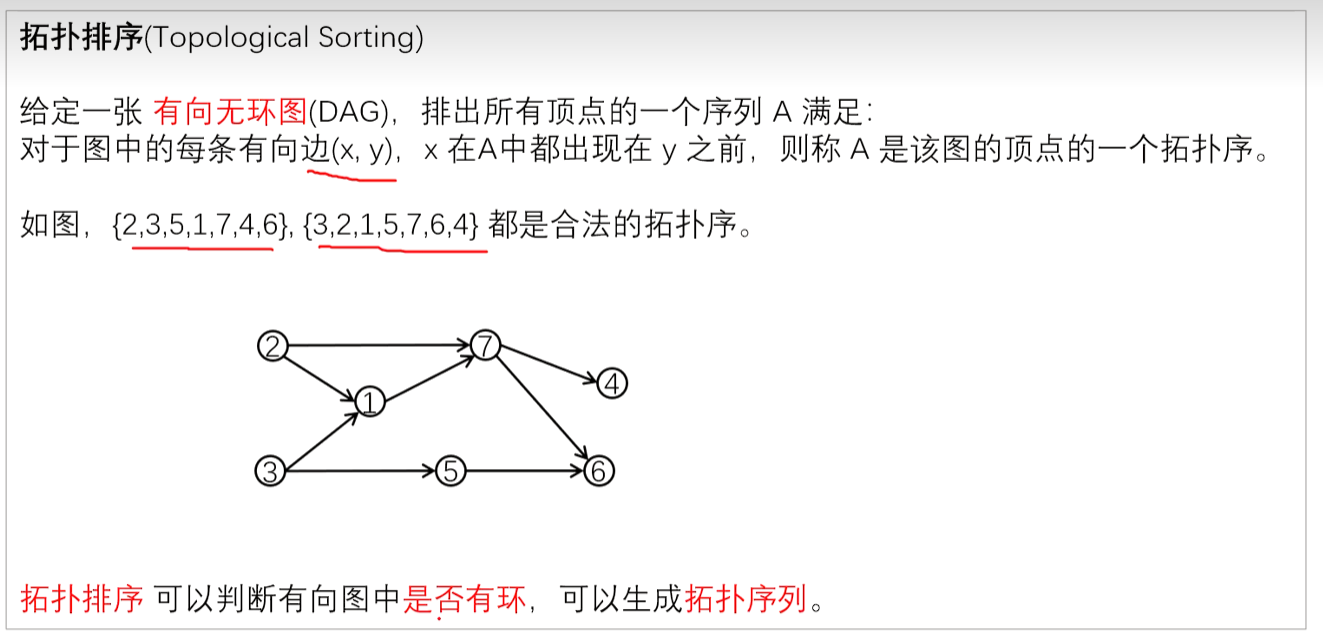 拓扑排序(Topological Sorting)
给定一张 有向无环图(DAG)，排出所有顶点的一个序列 A 满足：
对于图中的每条有向边(x, y)，x 在A中都出现在 y 之前，则称 A 是该图的顶点的一个拓扑序。
如图，{2,3,5,1,7,4,6}, {3,2,1,5,7,6,4} 都是合法的拓扑序。
2
7
4
1
3
5
6
拓扑排序 可以判断有向图中是否有环，可以生成拓扑序列。